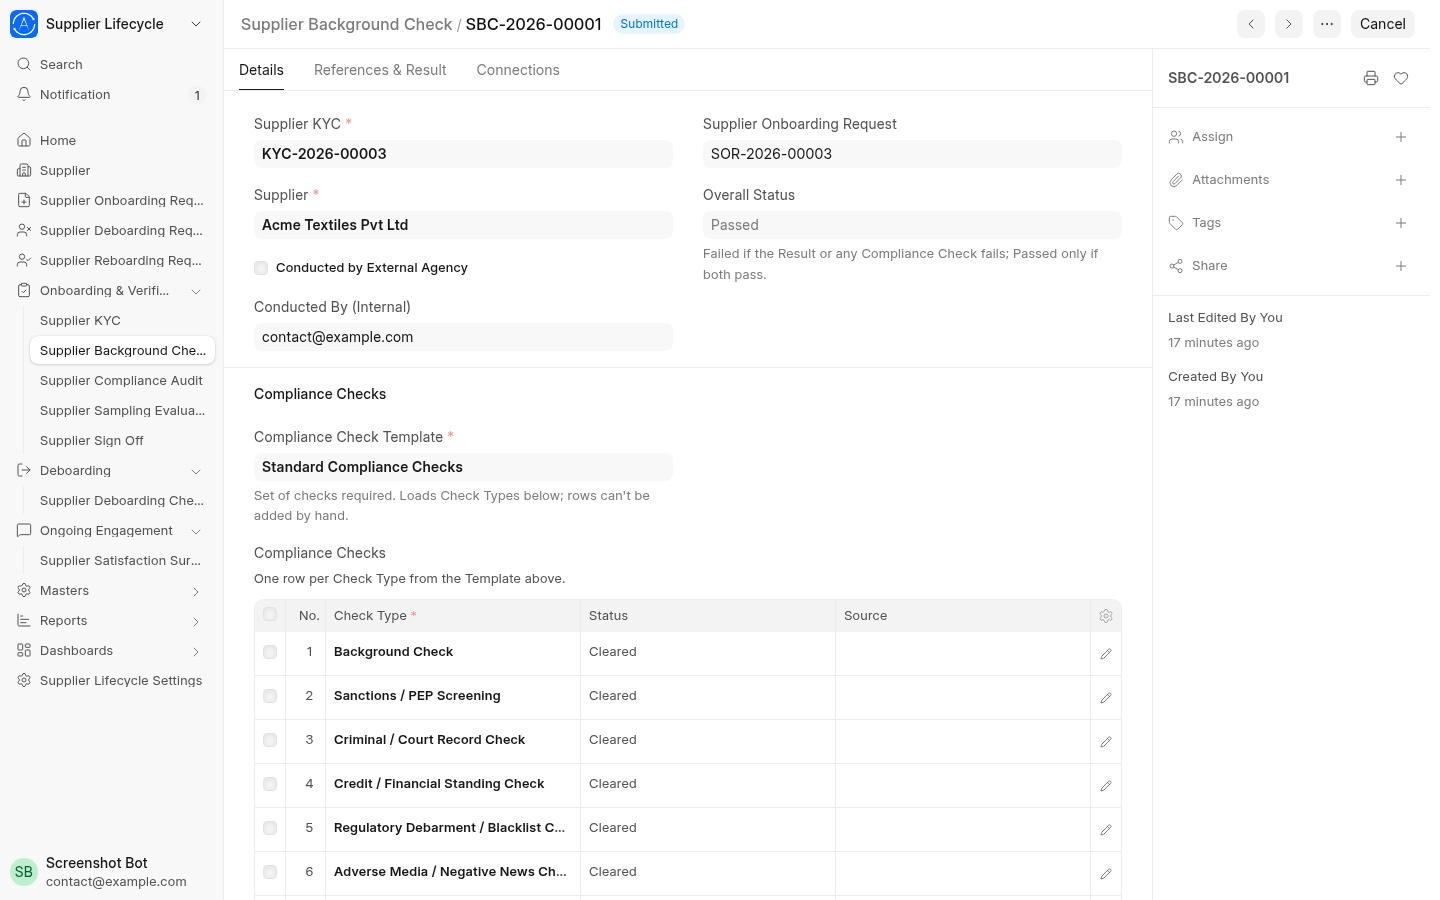 Supplier Lifecycle
Search
Notification
1
Home
Supplier
Supplier Onboarding Req...
Supplier Deboarding Req...
Supplier Reboarding Req...
Onboarding & Verifi...
Supplier KYC
Supplier Background Che...
Supplier Compliance Audit
Supplier Sampling Evalua...
Supplier Sign Off
Deboarding
Supplier Deboarding Che...
Ongoing Engagement
Supplier Satisfaction Sur...
Masters
Reports
Dashboards
Supplier Lifecycle Settings
SB
Screenshot Bot
contact@example.com
Supplier Background Check / SBC-2026-00001 Submitted
Cancel
Details References & Result Connections
Supplier KYC *
KYC-2026-00003
Supplier Onboarding Request
SOR-2026-00003
Supplier *
Acme Textiles Pvt Ltd
Overall Status
Passed
Failed if the Result or any Compliance Check fails; Passed only if
both pass.
Conducted by External Agency
Conducted By (Internal)
contact@example.com
Compliance Checks
Compliance Check Template *
Standard Compliance Checks
Set of checks required. Loads Check Types below; rows can't be
added by hand.
Compliance Checks
One row per Check Type from the Template above.
No. Check Type * Status Source
1 Background Check Cleared
2 Sanctions / PEP Screening Cleared
3 Criminal / Court Record Check Cleared
4 Credit / Financial Standing Check Cleared
5 Regulatory Debarment / Blacklist C... Cleared
6 Adverse Media / Negative News Ch... Cleared
SBC-2026-00001
Assign
Attachments
Tags
Share
Last Edited By You
17 minutes ago
Created By You
17 minutes ago